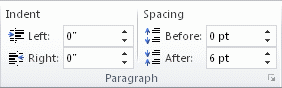 Indent Spacing
Left: 0" Before: 0 pt
Right: 0" After: 6 pt
Paragraph